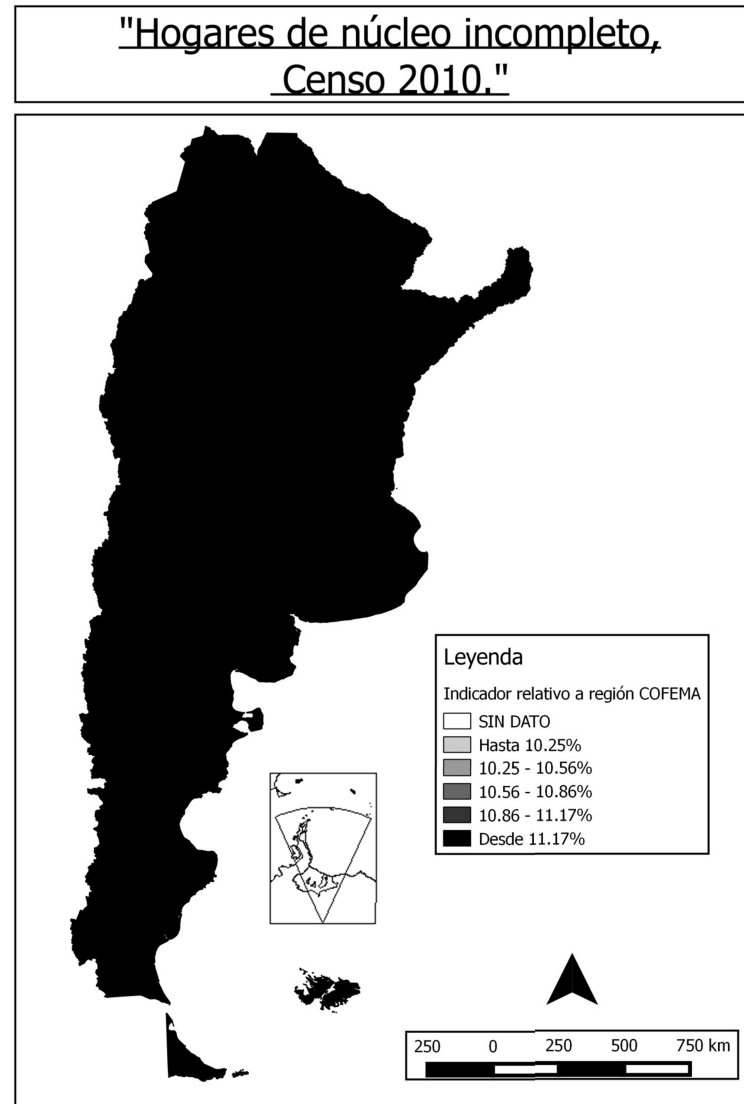 "Hogares de núcleo incompleto,
Censo 2010."
Leyenda
Indicador relativo a región COFEMA
SIN DATO
Hasta 10.25%
10.25 - 10.56%
10.56 - 10.86%
10.86 - 11.17%
Desde 11.17%
250 0 250 500 750 km